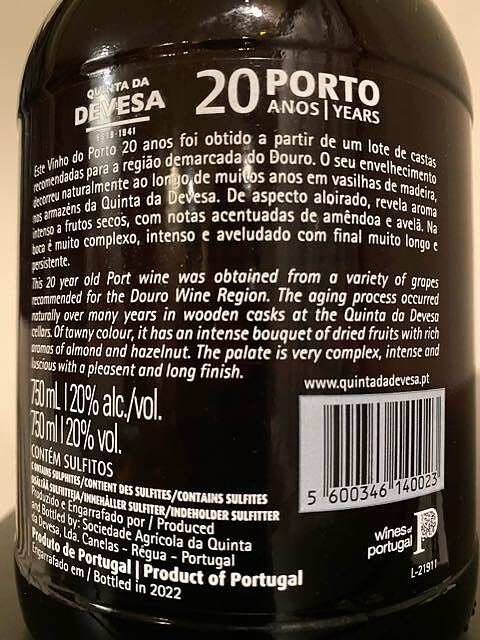 QUINTA DA
DEVESA
1941
20 PORTO
ANOS | YEARS
Este Vinho do Porto 20 anos foi obtido a partir de um lote de castas
recomendadas para a região demarcada do Douro. O seu envelhecimento
decorreu naturalmente ao longo de muitos anos em vasilhas de madeira,
nos armazéns da Quinta da Devesa. De aspecto aloirado, revela aroma
intenso a frutos secos, com notas acentuadas de amêndoa e avelã. Na
boca é muito complexo, intenso e aveludado com final muito longo e
persistente.
This 20 year old Port wine was obtained from a variety of grapes
recommended for the Douro Wine Region. The aging process occurred
naturally over many years in wooden casks at the Quinta da Devesa
cellars. Of tawny colour, it has an intense bouquet of dried fruits with rich
aromas of almond and hazelnut. The palate is very complex, intense and
luscious with a pleasent and long finish.
www.quintadadevesa.pt
750 mL | 20% alc./vol.
750 ml | 20% vol.
CONTÉM SULFITOS
CONTAINS SULPHITES/CONTIENT DES SULFITES/CONTAINS SULFITES
SULFITTEJA/INNEHÅLLER SULFITER/INDEHOLDER SULFITTER
Produzido e Engarrafado por / Produced
and Bottled by: Sociedade Agrícola da Quinta
da Devesa, Lda. Canelas - Régua - Portugal
Produto de Portugal | Product of Portugal
Engarrafado em / Bottled in 2022
5 600346 140023
wines of
portugal
L-21911